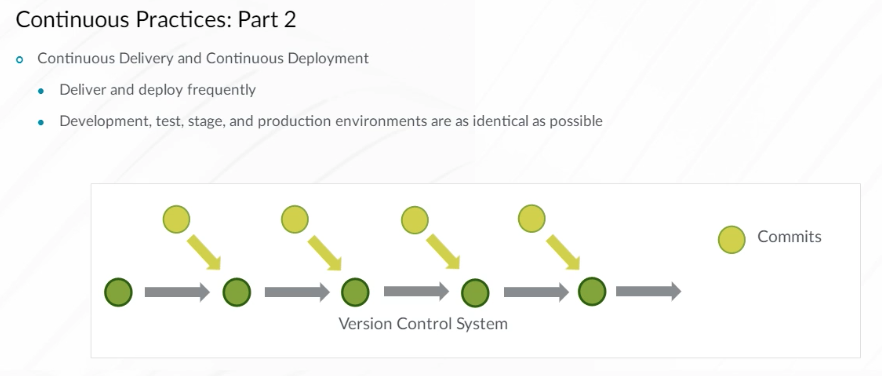 Continuous Practices: Part 2
Continuous Delivery and Continuous Deployment
Deliver and deploy frequently
Development, test, stage, and production environments are as identical as possible
Commits
Version Control System